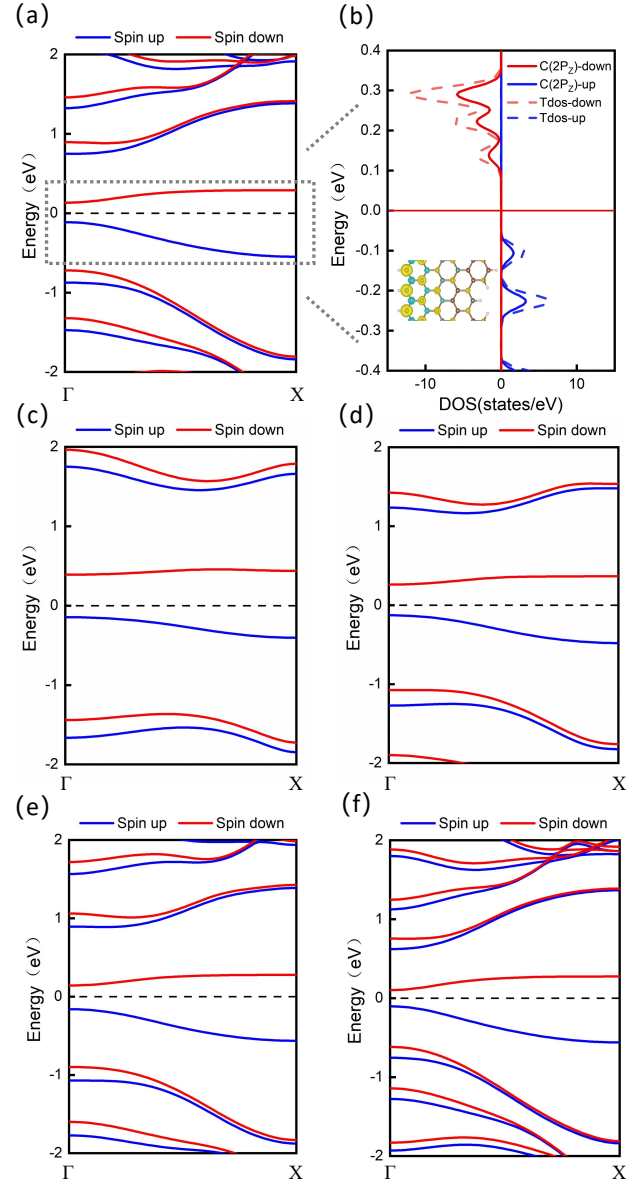 (a)
Spin up
Spin down
2
1
0
-1
-2
Energy（eV）
Γ
X
(b)
0.4
0.3
0.2
0.1
0.0
-0.1
-0.2
-0.3
-0.4
Energy（eV）
C(2P_Z)-down
C(2P_Z)-up
Tdos-down
Tdos-up
-10
0
10
DOS(states/eV)
(c)
Spin up
Spin down
2
1
0
-1
-2
Energy（eV）
Γ
X
(d)
Spin up
Spin down
2
1
0
-1
-2
Energy（eV）
Γ
X
(e)
Spin up
Spin down
2
1
0
-1
-2
Energy（eV）
Γ
X
(f)
Spin up
Spin down
2
1
0
-1
-2
Energy（eV）
Γ
X